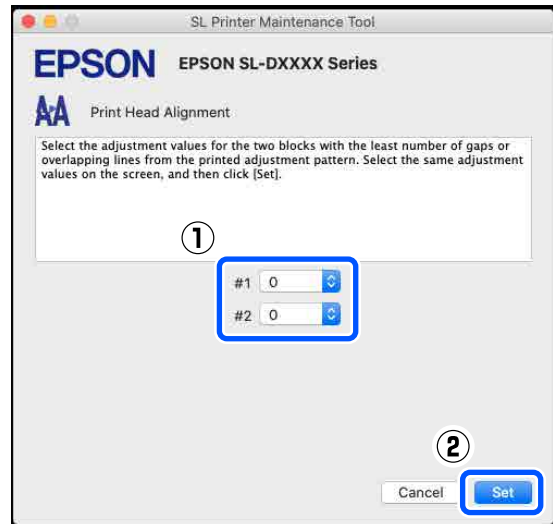 SL Printer Maintenance Tool
EPSON EPSON SL-DXXXX Series
AA Print Head Alignment
Select the adjustment values for the two blocks with the least number of gaps or
overlapping lines from the printed adjustment pattern. Select the same adjustment
values on the screen, and then click [Set].
①
#1 0
#2 0
②
Cancel Set